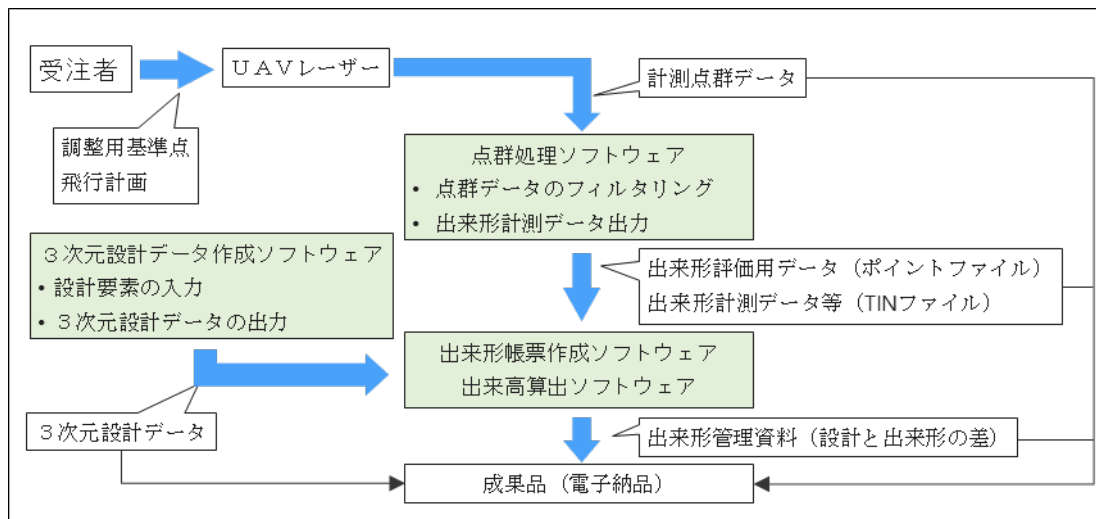 受注者
ＵＡＶレーザー
計測点群データ
調整用基準点
飛行計画
点群処理ソフトウェア
• 点群データのフィルタリング
• 出来形計測データ出力
３次元設計データ作成ソフトウェア
•設計要素の入力
• ３次元設計データの出力
出来形評価用データ（ポイントファイル）
出来形計測データ等（TINファイル）
出来形帳票作成ソフトウェア
出来高算出ソフトウェア
３次元設計データ
出来形管理資料（設計と出来形の差）
成果品（電子納品）